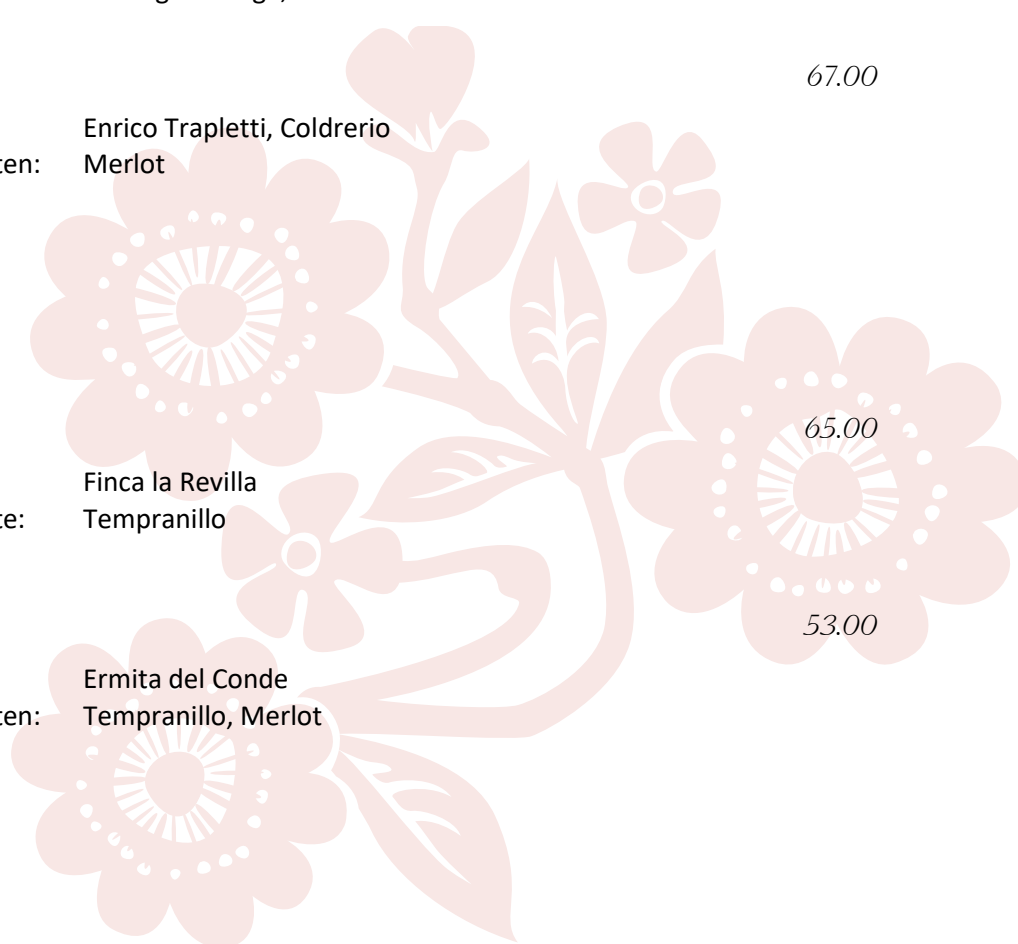 67.00
Enrico Trapletti, Coldrerio
ten: Merlot
65.00
Finca la Revilla
te: Tempranillo
53.00
Ermita del Conde
ten: Tempranillo, Merlot